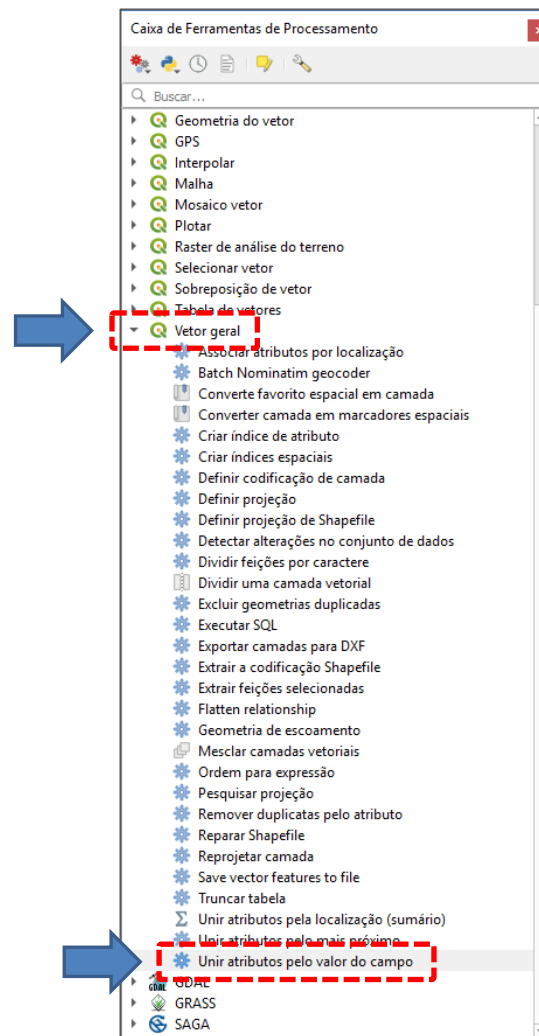 Caixa de Ferramentas de Processamento
Buscar...
Geometria do vetor
GPS
Interpolar
Malha
Mosaico vetor
Plotar
Raster de análise do terreno
Selecionar vetor
Sobreposição de vetor
Tabela de vetores
Vetor geral
Associar atributos por localização
Batch Nominatim geocoder
Converte favorito espacial em camada
Converter camada em marcadores espaciais
Criar índice de atributo
Criar índices espaciais
Definir codificação de camada
Definir projeção
Definir projeção de Shapefile
Detectar alterações no conjunto de dados
Dividir feições por caractere
Dividir uma camada vetorial
Excluir geometrias duplicadas
Executar SQL
Exportar camadas para DXF
Extrair a codificação Shapefile
Extrair feições selecionadas
Flatten relationship
Geometria de escoamento
Mesclar camadas vetoriais
Ordem para expressão
Pesquisar projeção
Remover duplicatas pelo atributo
Reparar Shapefile
Reprojetar camada
Save vector features to file
Truncar tabela
Unir atributos pela localização (sumário)
Unir atributos pelo mais próximo
Unir atributos pelo valor do campo
GDAL GDAL
GRASS
SAGA